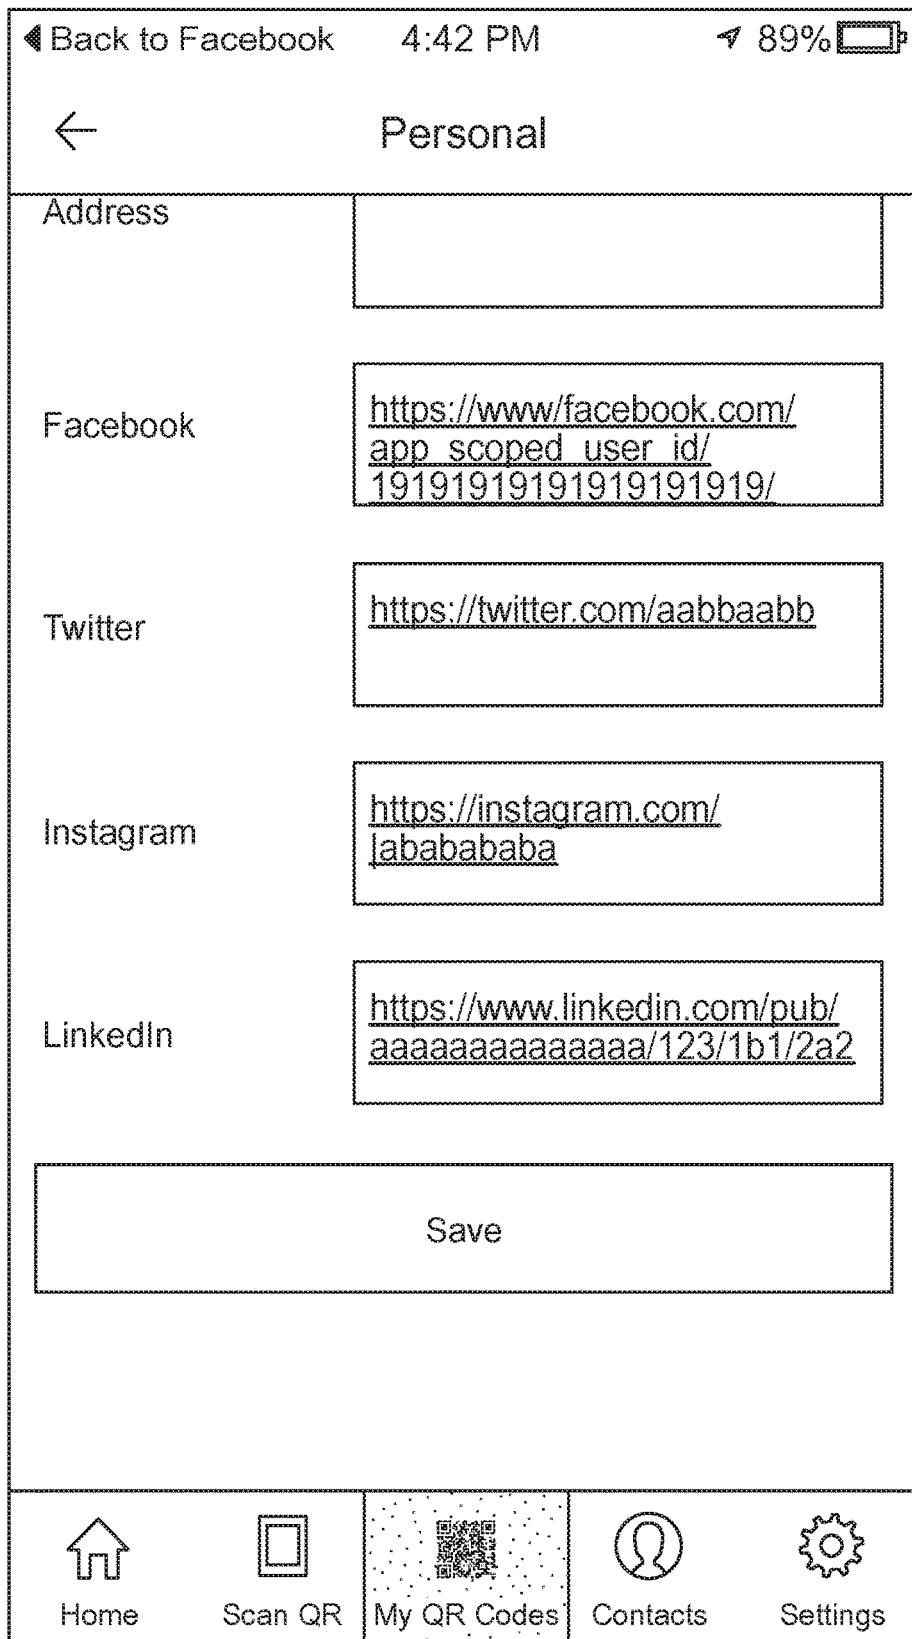 Back to Facebook 4:42 PM 89%
Personal
Address
Facebook
https://www/facebook.com/
app_scoped_user_id/
19191919191919191919/
Twitter
https://twitter.com/aabbaabb
Instagram
https://instagram.com/
|ababababa
LinkedIn
https://www.linkedin.com/pub/
aaaaaaaaaaaaaa/123/1b1/2a2
Save
Home Scan QR My QR Codes Contacts Settings